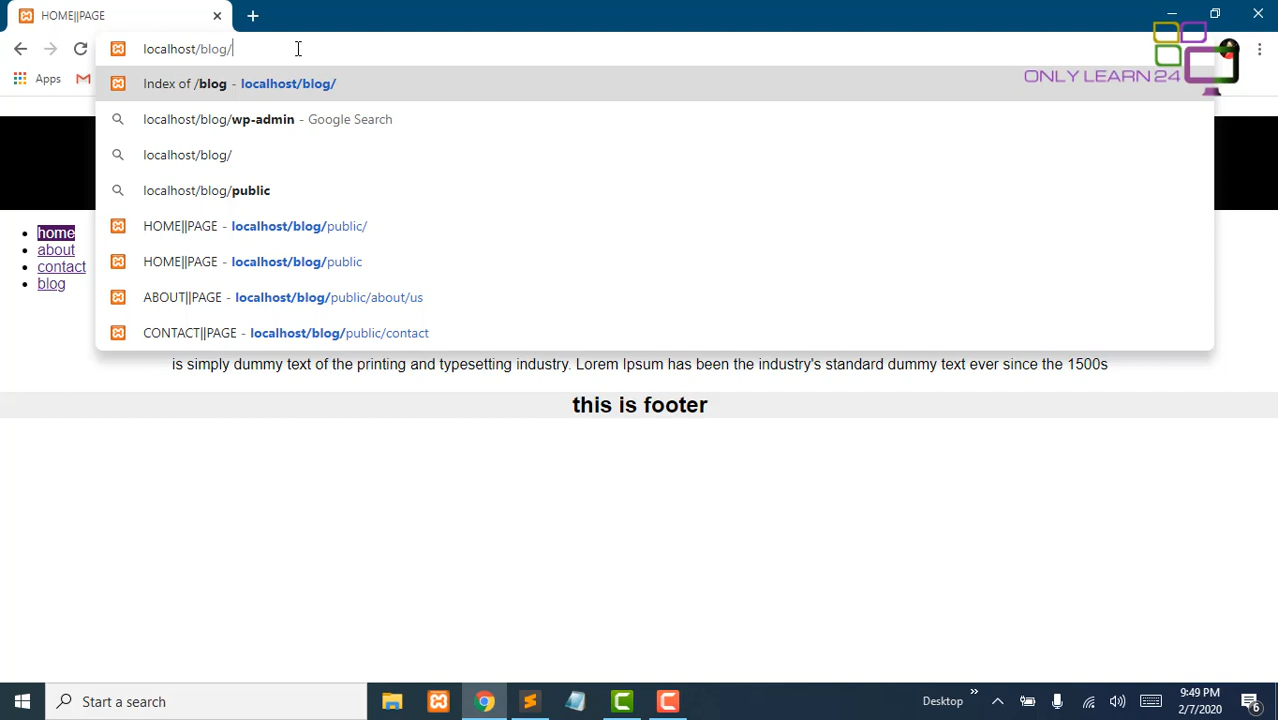 HOME||PAGE
localhost/blog/
Index of /blog - localhost/blog/
localhost/blog/wp-admin - Google Search
localhost/blog/
localhost/blog/public
HOME||PAGE - localhost/blog/public/
HOME||PAGE - localhost/blog/public
ABOUT||PAGE - localhost/blog/public/about/us
CONTACT||PAGE - localhost/blog/public/contact
Apps
ONLY LEARN 24
home
about
contact
blog
is simply dummy text of the printing and typesetting industry. Lorem Ipsum has been the industry's standard dummy text ever since the 1500s
this is footer
Start a search
Desktop
9:49 PM
2/7/2020
6